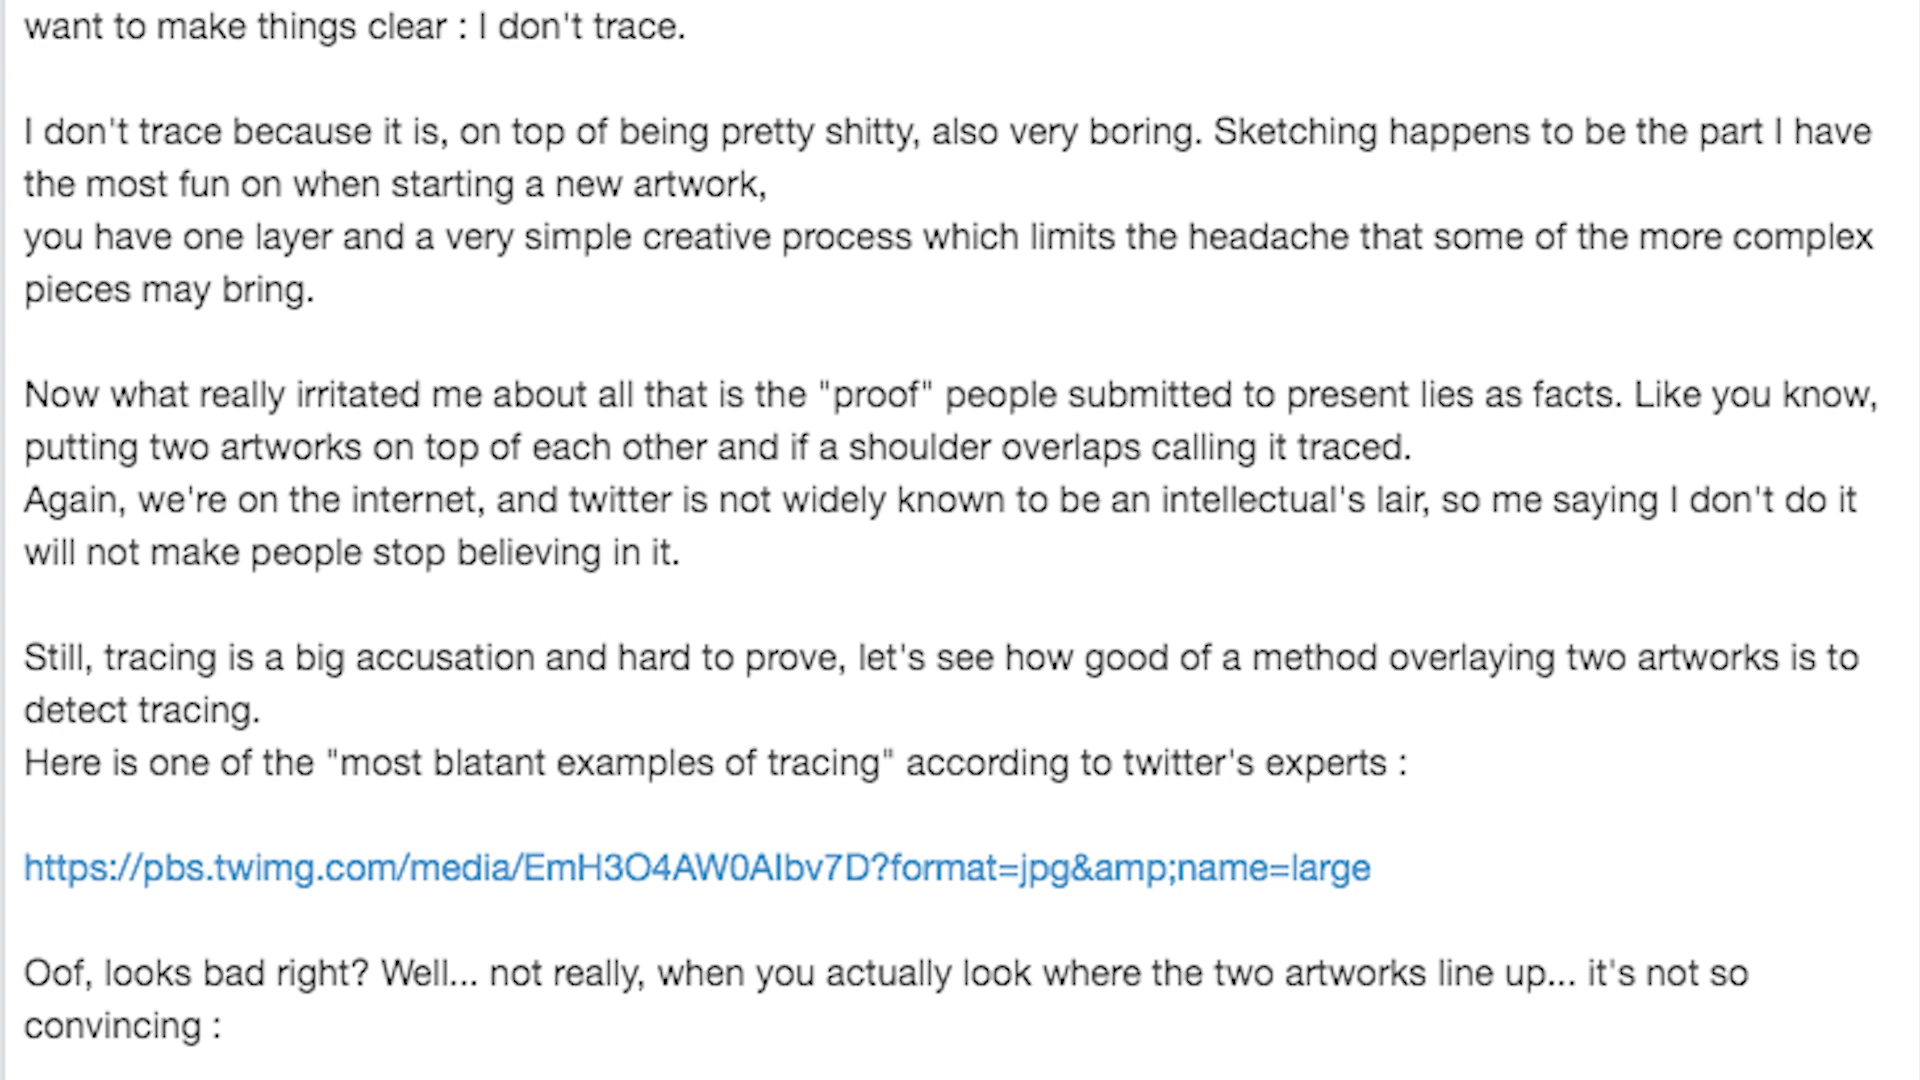 want to make things clear : I don't trace.
I don't trace because it is, on top of being pretty shitty, also very boring. Sketching happens to be the part I have
the most fun on when starting a new artwork,
you have one layer and a very simple creative process which limits the headache that some of the more complex
pieces may bring.
Now what really irritated me about all that is the "proof" people submitted to present lies as facts. Like you know,
putting two artworks on top of each other and if a shoulder overlaps calling it traced.
Again, we're on the internet, and twitter is not widely known to be an intellectual's lair, so me saying I don't do it
will not make people stop believing in it.
Still, tracing is a big accusation and hard to prove, let's see how good of a method overlaying two artworks is to
detect tracing.
Here is one of the "most blatant examples of tracing" according to twitter's experts :
https://pbs.twimg.com/media/EmH3O4AW0AIbv7D?format=jpg&amp;name=large
Oof, looks bad right? Well... not really, when you actually look where the two artworks line up... it's not so
convincing :